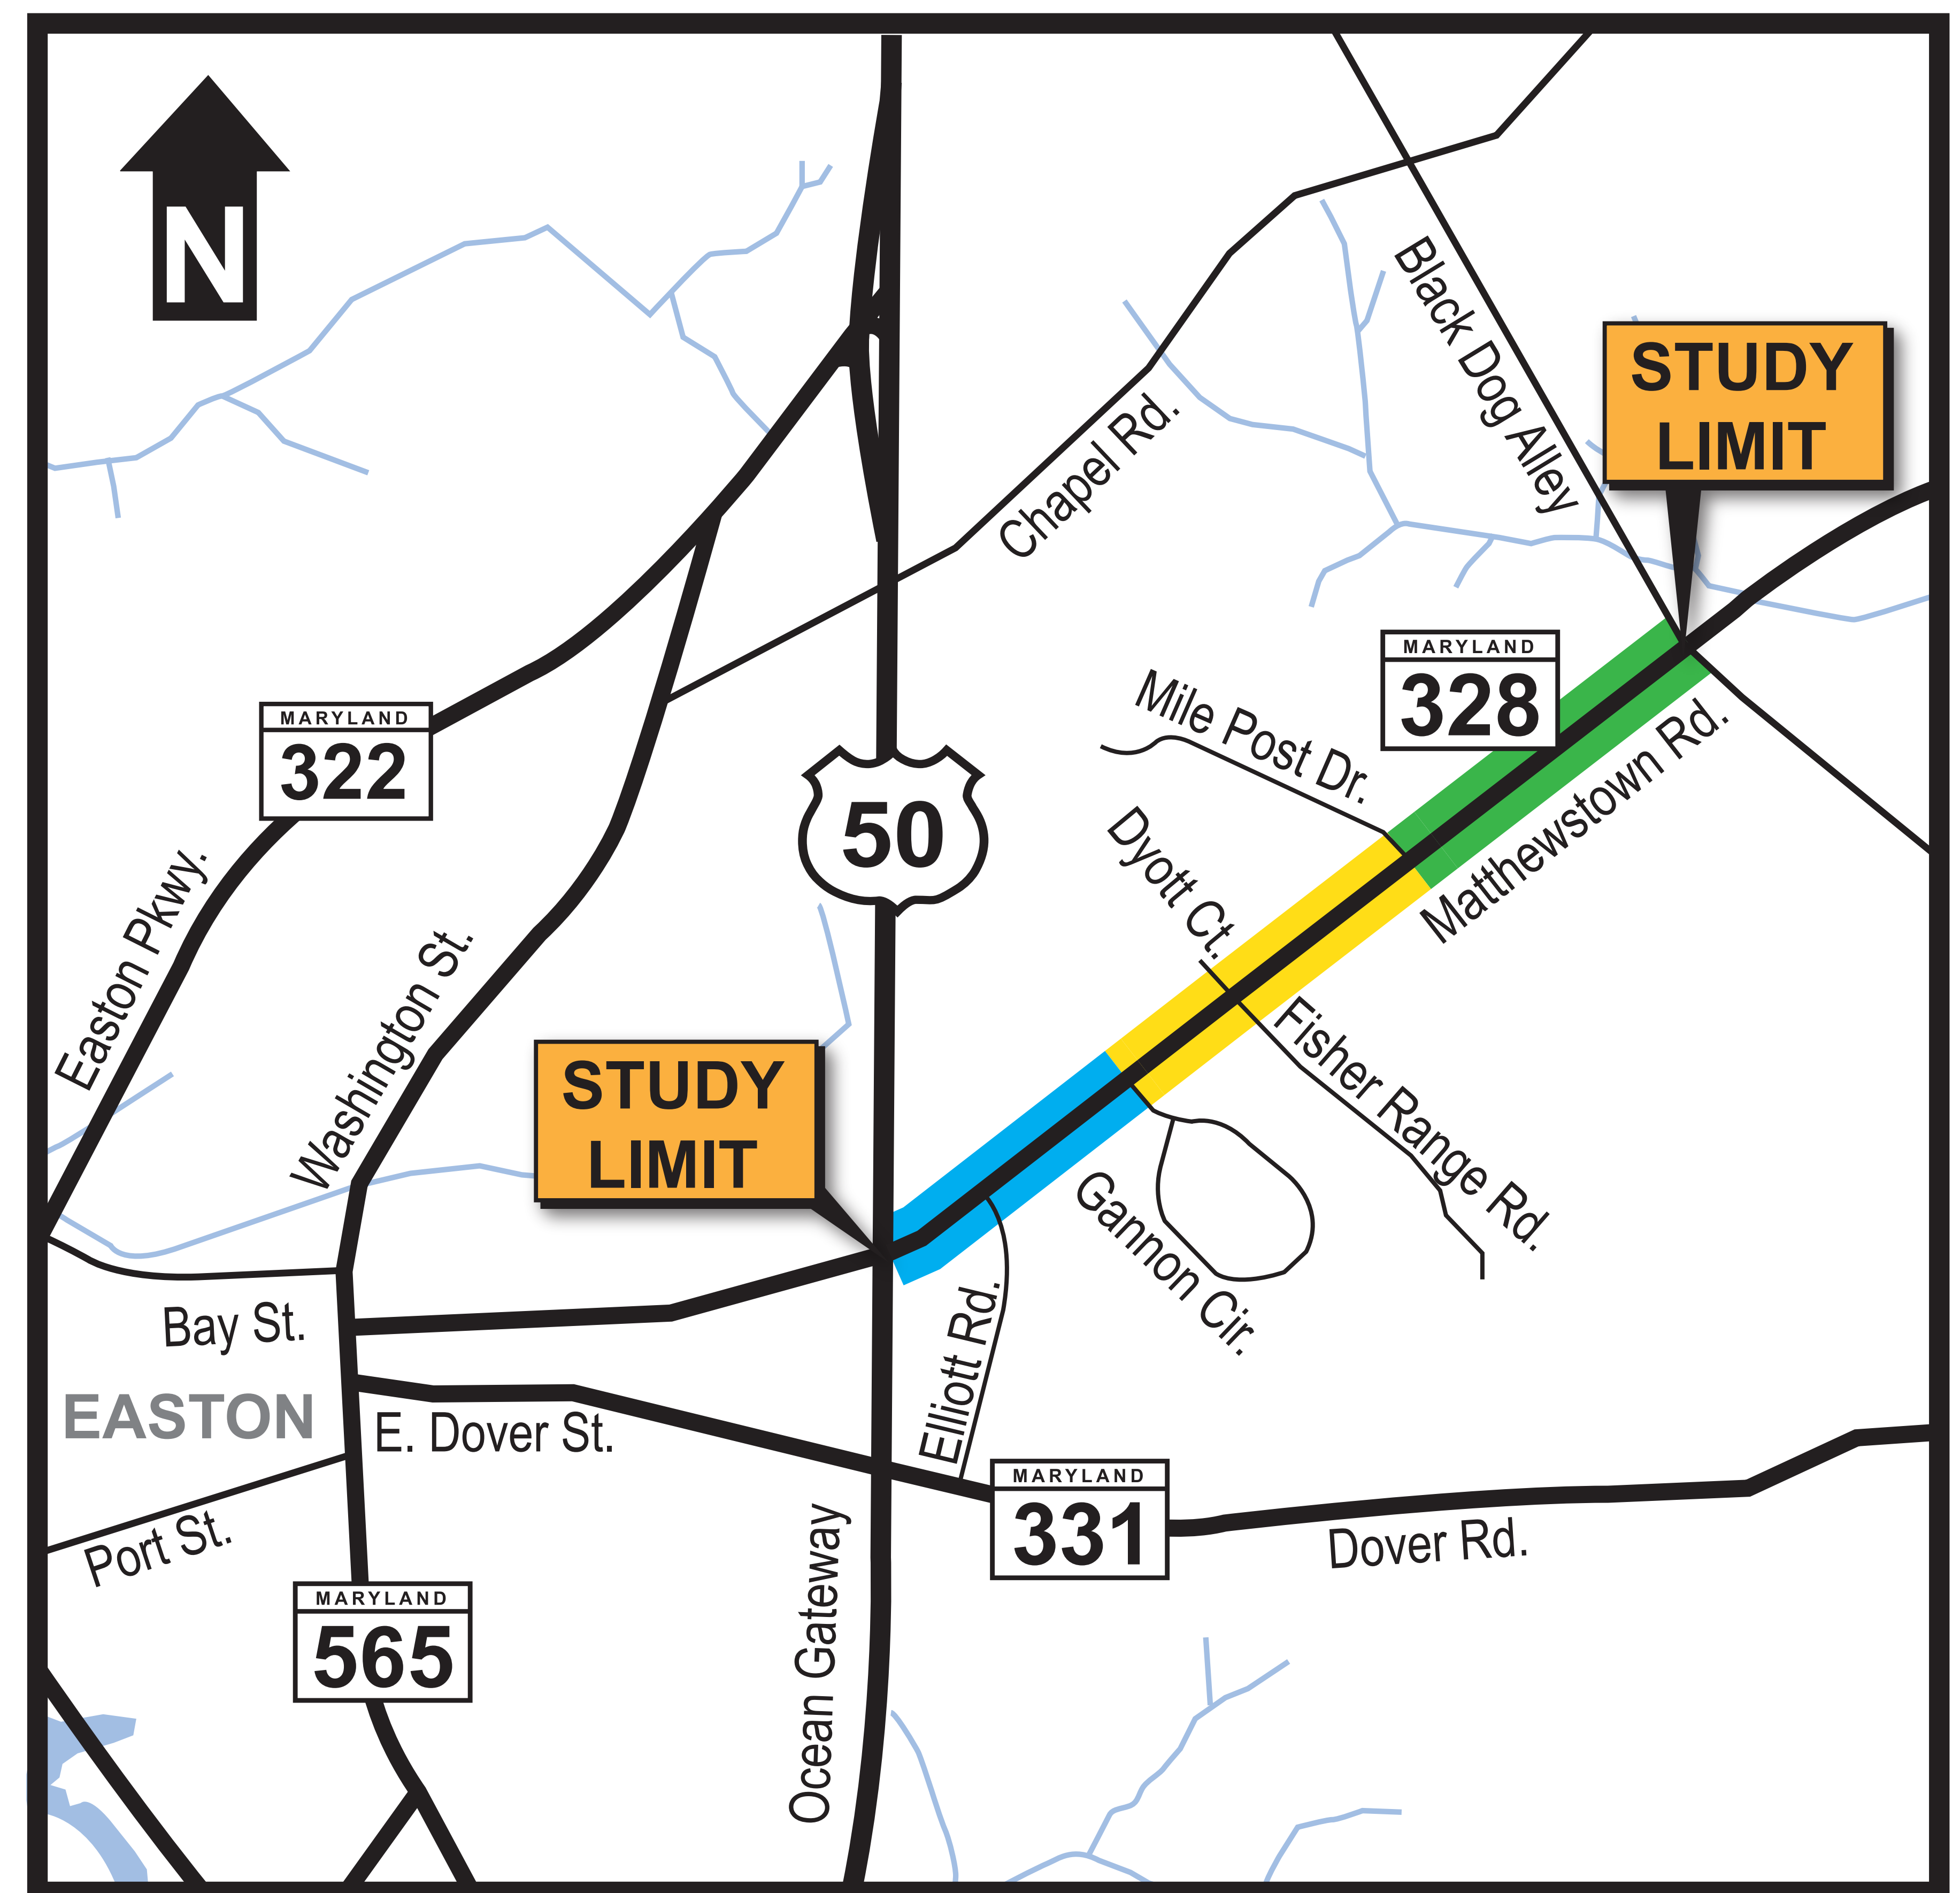 N
Black Dog Alley
STUDY
LIMIT
Chapel Rd.
MARYLAND
328
Mile Post Dr.
MARYLAND
322
Matthewstown Rd.
50
Dyott Ct.
Easton Pkwy.
Washington St.
Fisher Range Rd.
STUDY
LIMIT
Gannon Cir.
Bay St.
Elliott Rd.
EASTON
E. Dover St.
MARYLAND
331
Dover Rd.
Port St.
Ocean Gateway
MARYLAND
565